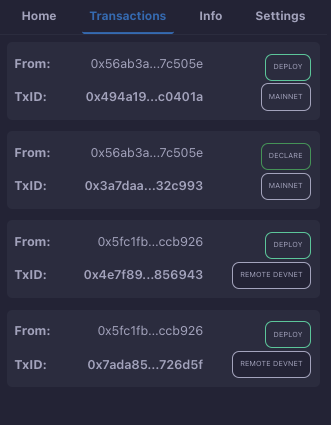 Home Transactions Info Settings
From: 0x56ab3a...7c505e DEPLOY
TxID: 0x494a19...c0401a MAINNET
From: 0x56ab3a...7c505e DECLARE
TxID: 0x3a7daa...32c993 MAINNET
From: 0x5fc1fb...ccb926 DEPLOY
TxID: 0x4e7f89...856943 REMOTE DEVNET
From: 0x5fc1fb...ccb926 DEPLOY
TxID: 0x7ada85...726d5f REMOTE DEVNET